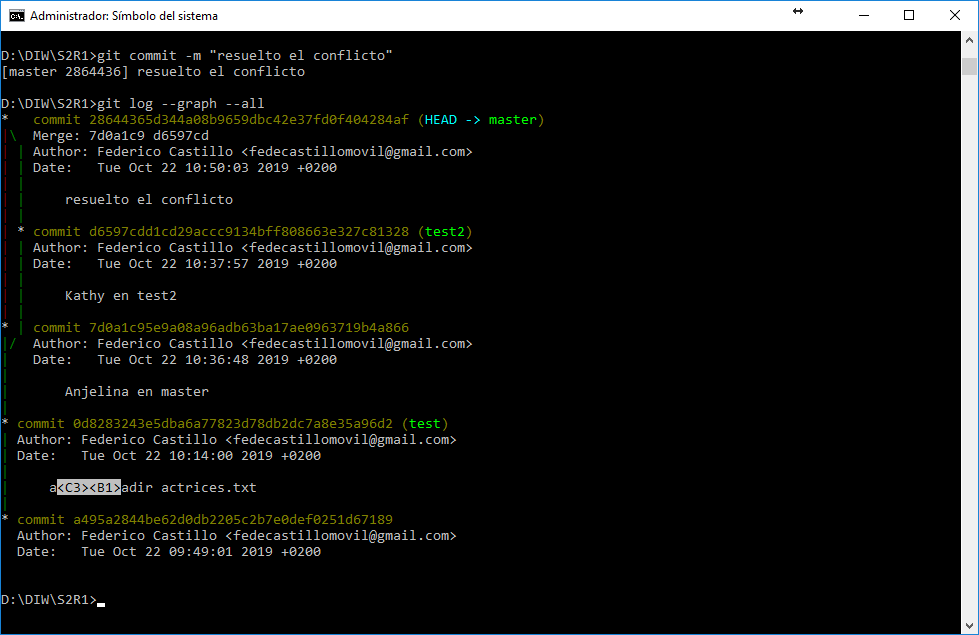 Administrador: Símbolo del sistema
D:\DIW\S2R1>git commit -m "resuelto el conflicto"
[master 2864436] resuelto el conflicto
D:\DIW\S2R1>git log --graph --all
*   commit 28644365d344a08b9659dbc42e37fd0f404284af (HEAD -> master)
|\  Merge: 7d0a1c9 d6597cd
| | Author: Federico Castillo <fedecastillomovil@gmail.com>
| | Date:   Tue Oct 22 10:50:03 2019 +0200
| |
| |     resuelto el conflicto
| |
| * commit d6597cdd1cd29accc9134bff808663e327c81328 (test2)
| | Author: Federico Castillo <fedecastillomovil@gmail.com>
| | Date:   Tue Oct 22 10:37:57 2019 +0200
| |
| |     Kathy en test2
| |
* | commit 7d0a1c95e9a08a96adb63ba17ae0963719b4a866
|/  Author: Federico Castillo <fedecastillomovil@gmail.com>
|   Date:   Tue Oct 22 10:36:48 2019 +0200
|
|       Anjelina en master
|
* commit 0d8283243e5dba6a77823d78db2dc7a8e35a96d2 (test)
| Author: Federico Castillo <fedecastillomovil@gmail.com>
| Date:   Tue Oct 22 10:14:00 2019 +0200
|
|     a<C3><B1>adir actrices.txt
|
* commit a495a2844be62d0db2205c2b7e0def0251d67189
  Author: Federico Castillo <fedecastillomovil@gmail.com>
  Date:   Tue Oct 22 09:49:01 2019 +0200
D:\DIW\S2R1>